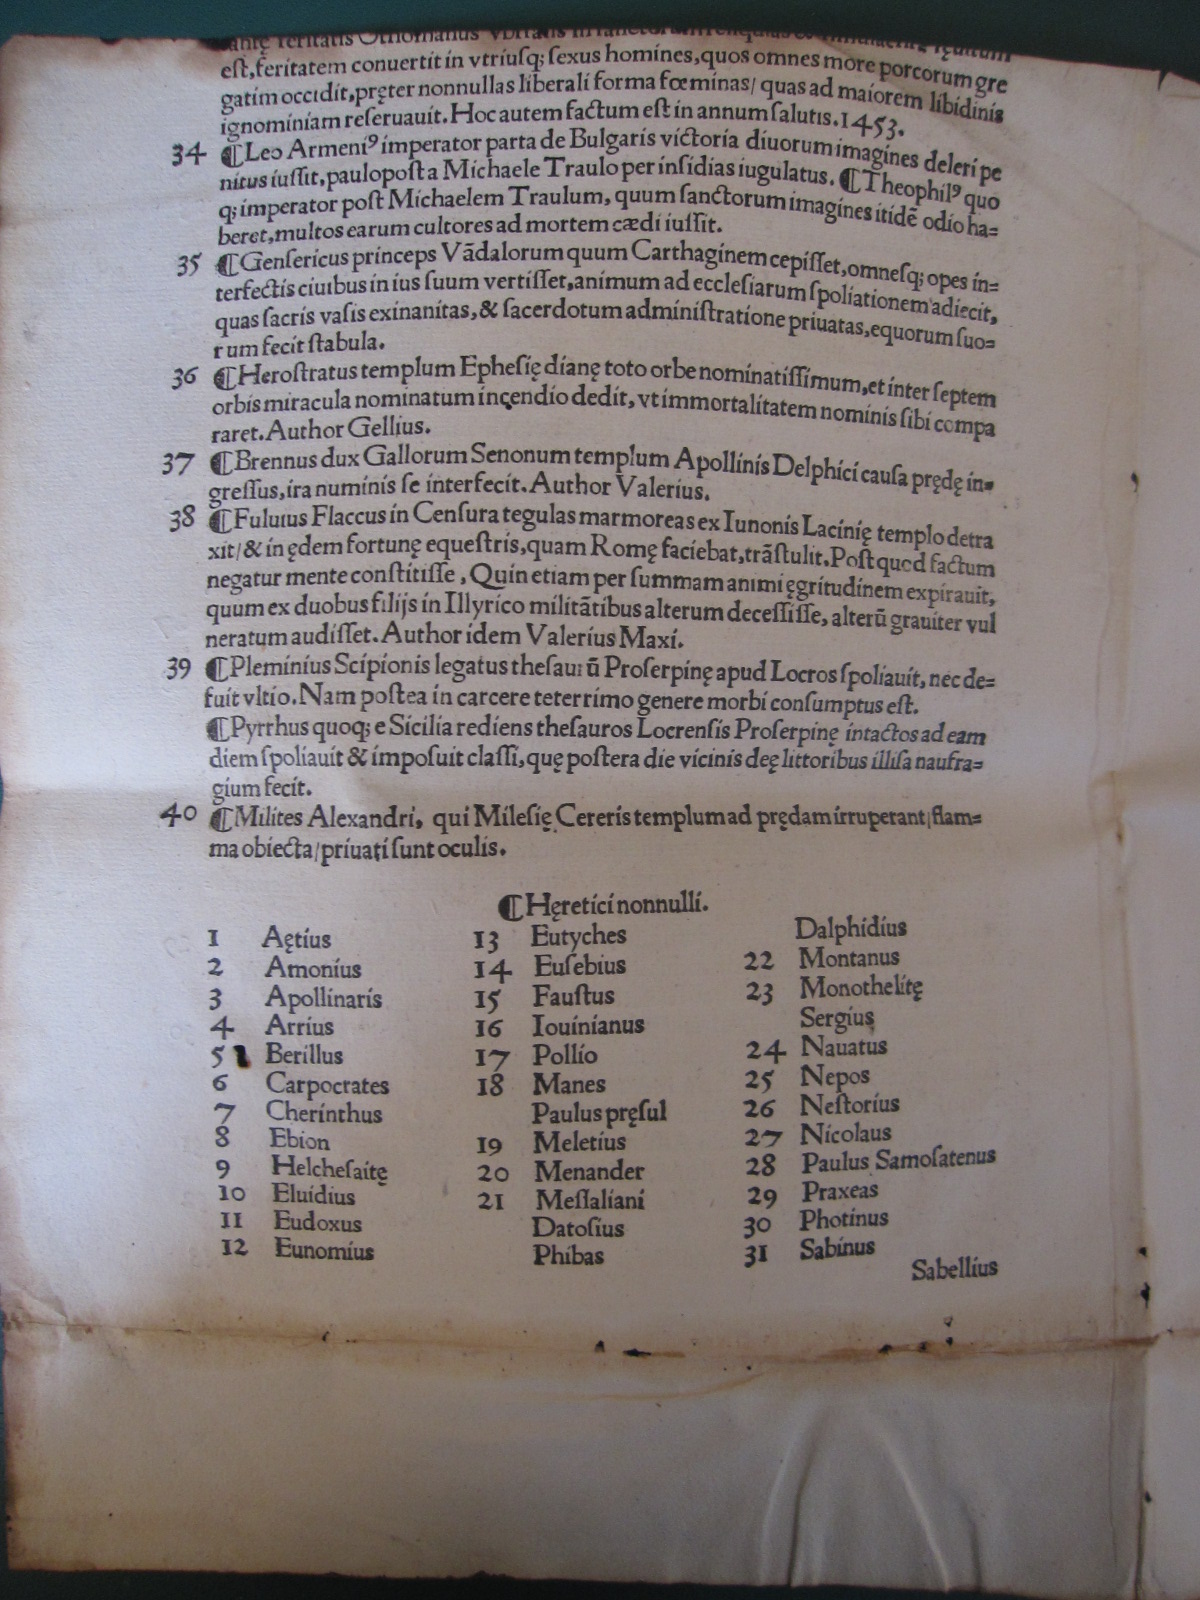 est, feritatem conuertit in vtriusq; sexus homines, quos omnes more porcorum gre
gatim occidit, pręter nonnullas liberali forma fœminas/ quas ad maiorem libidinis
ignominiam reseruauit. Hoc autem factum est in annum salutis. 1453.
34 ¶Leo Armeniꝰ imperator parta de Bulgaris victoria diuorum imagines deleri pe
nitus iussit, paulopost a Michaele Traulo per insidias iugulatus. ¶Theophilꝰ quo
q; imperator post Michaelem Traulum, quum sanctorum imagines itidẽ odio ha=
beret, multos earum cultores ad mortem cædi iussit.
35 ¶Gensericus princeps Vãdalorum quum Carthaginem cepisset, omnesq; opes in=
terfectis ciuibus in ius suum vertisset, animum ad ecclesiarum spoliationem adiecit,
quas sacris vasis exinanitas, & sacerdotum administratione priuatas, equorum suo=
rum fecit stabula.
36 ¶Herostratus templum Ephesię dianę toto orbe nominatissimum, et inter septem
orbis miracula nominatum incendio dedit, vt immortalitatem nominis sibi compa
raret. Author Gellius.
37 ¶Brennus dux Gallorum Senonum templum Apollinis Delphici causa prędę in=
gressus, ira numinis se interfecit. Author Valerius.
38 ¶Fuluius Flaccus in Censura tegulas marmoreas ex Iunonis Lacinię templo detra
xit/ & in ędem fortunę equestris, quam Romę faciebat, trãstulit. Post quod factum
negatur mente constitisse, Quin etiam per summam animi ęgritudinem expirauit,
quum ex duobus filijs in Illyrico militãtibus alterum decessisse, alterũ grauiter vul
neratum audisset. Author idem Valerius Maxi.
39 ¶Pleminius Scipionis legatus thesaurũ Proserpinę apud Locros spoliauit, nec de=
fuit vltio. Nam postea in carcere teterrimo genere morbi consumptus est.
¶Pyrrhus quoq; e Sicilia rediens thesauros Locrensis Proserpinę intactos ad eam
diem spoliauit & imposuit classi, quę postera die vicinis deę littoribus illisa naufra=
gium fecit.
40 ¶Milites Alexandri, qui Milesię Cereris templum ad prędam irruperant/ flam=
ma obiecta/ priuati sunt oculis.
¶Hęretici nonnulli.
1 Aętius
2 Amonius
3 Apollinaris
4 Arrius
5 Berillus
6 Carpocrates
7 Cherinthus
8 Ebion
9 Helchesaitę
10 Eluidius
11 Eudoxus
12 Eunomius
13 Eutyches
14 Eusebius
15 Faustus
16 Iouinianus
17 Pollio
18 Manes
Paulus pręsul
19 Meletius
20 Menander
21 Messaliani
Datosius
Phibas
Dalphidius
22 Montanus
23 Monothelitę
Sergius
24 Nauatus
25 Nepos
26 Nestorius
27 Nicolaus
28 Paulus Samosatenus
29 Praxeas
30 Photinus
31 Sabinus
Sabellius